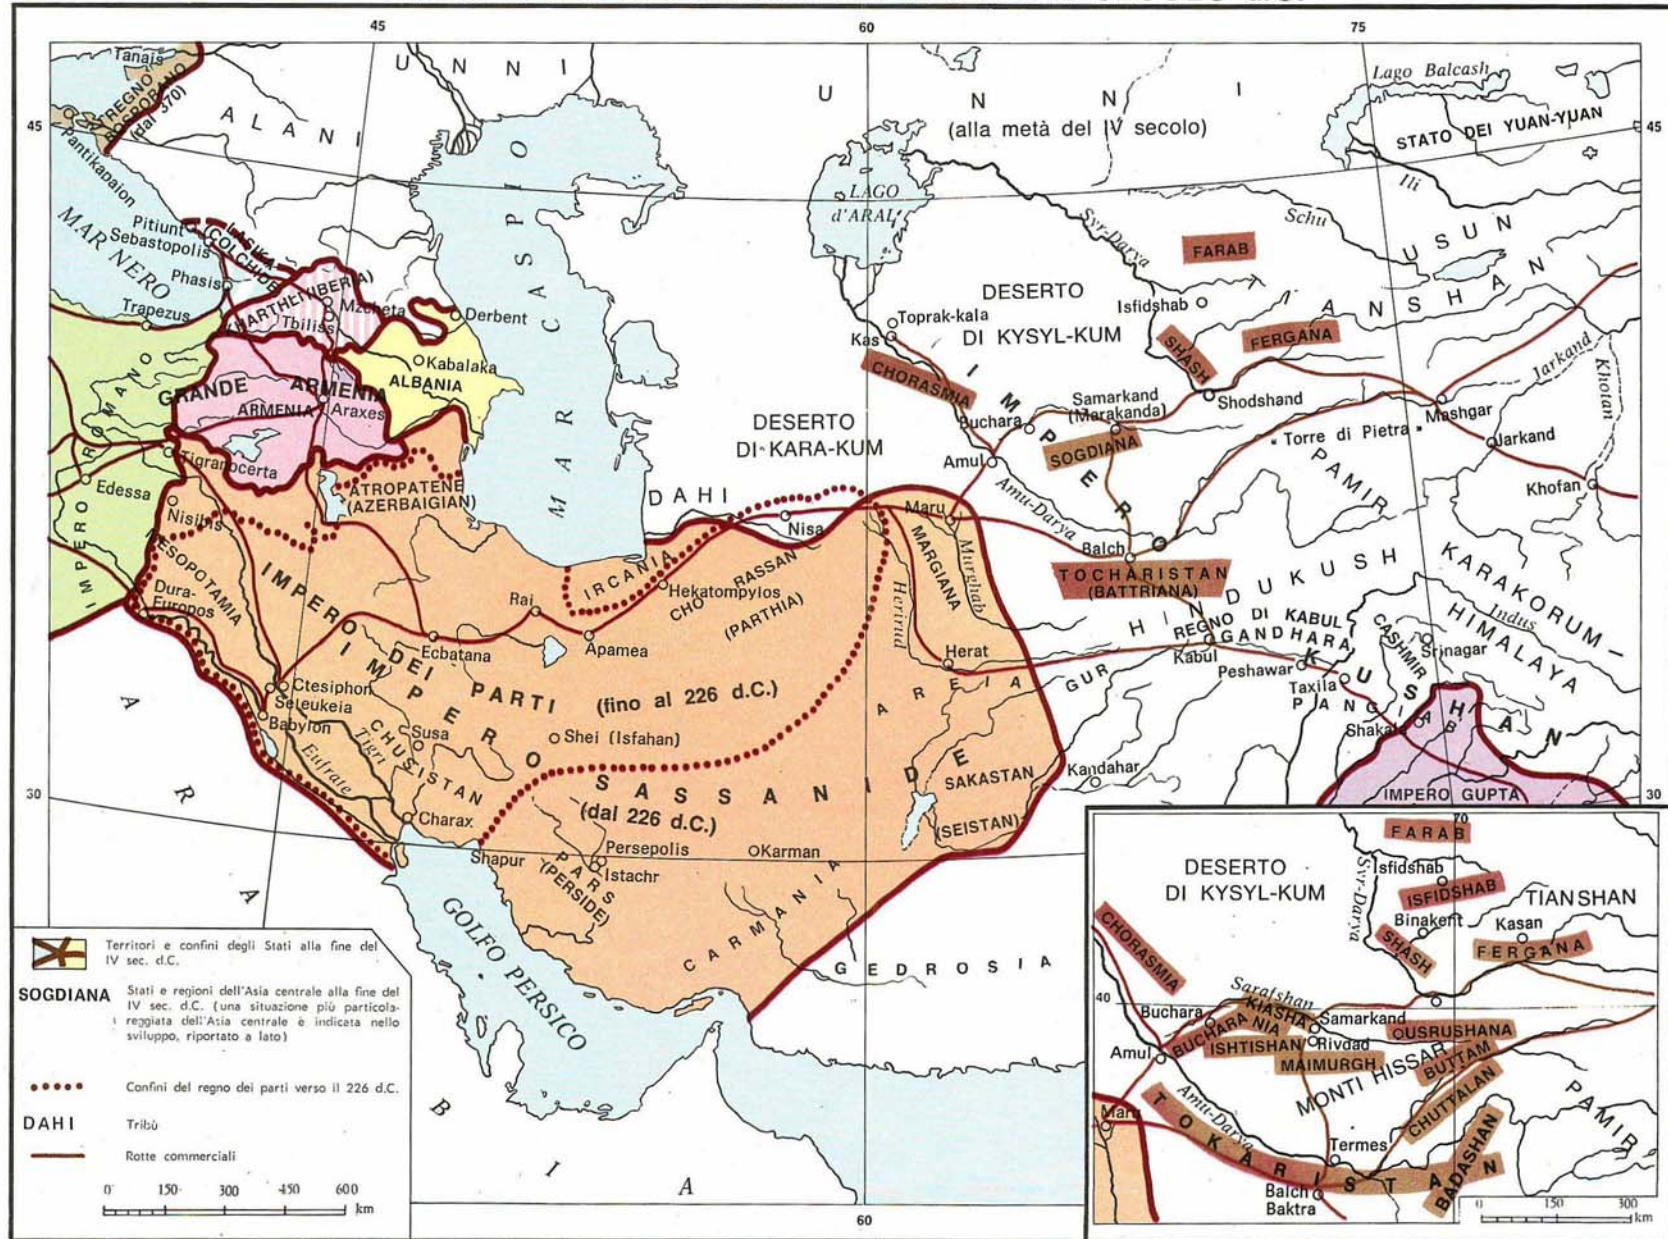 45
60
75
45
45
30
30
60
Tanais
REGNO
BOSPORANO
(dal 370)
Pantikapaion
U N N I
ALANI
U N N I
(alla metà del IV secolo)
Lago Balcash
STATO DEI YUAN-YUAN
Ili
MAR NERO
Pitiunt
Sebastopolis
Phasis
Trapezus
LASIKA
(COLCHIDE)
KHARTHELI (IBERIA)
Mzcheta
Tbilissi
Derbent
Kabalaka
ALBANIA
MAR CASPIO
LAGO
d'ARAL
Syr-Darya
Schu
USUN
FARAB
TIANSHAN
Isfidshab
DESERTO
DI KYSYL-KUM
Toprak-kala
Kas
CHORASMIA
SHASH
FERGANA
Shodshand
Jarkand
Khotan
Mashgar
Jarkand
Khofan
Torre di Pietra
PAMIR
Samarkand
(Marakanda)
Buchara
SOGDIANA
Amul
Amu-Darya
GRANDE ARMENIA
ARMENIA
Araxes
IMPERO ROMANO
Tigranocerta
Edessa
Nisibis
ATROPATENE
(AZERBAIGIAN)
DESERTO
DI KARA-KUM
DAHI
Nisa
Maru
MARGIANA
Murghab
Herirud
Balch
TOCHARISTAN
(BATTRIANA)
IMPERO KUSHAN
HINDUKUSH
KARAKORUM–
HIMALAYA
Indus
REGNO DI KABUL
GANDHARA
CASHMIR
Srinagar
Kabul
Peshawar
Taxila
PANGIAB
Shakala
GUR
Kandahar
IMPERO GUPTA
MESOPOTAMIA
Dura-
Europos
IMPERO DEI PARTI (fino al 226 d.C.)
IRCANIA
CHORASSAN
(PARTHIA)
Hekatompylos
Rai
Apamea
Ecbatana
Herat
AREIA
Ctesiphon
Seleukeia
Babylon
Eufrate
Tigri
CHUSISTAN
Susa
Shei (Isfahan)
IMPERO SASSANIDE
(dal 226 d.C.)
SAKASTAN
(SEISTAN)
Charax
Shapur
PARS
(PERSIDE)
Persepolis
Istachr
Karman
CARMANIA
GEDROSIA
GOLFO PERSICO
ARABIA
Territori e confini degli Stati alla fine del
IV sec. d.C.
SOGDIANA
Stati e regioni dell'Asia centrale alla fine del
IV sec. d.C. (una situazione più particola-
reggiata dell'Asia centrale è indicata nello
sviluppo, riportato a lato)
Confini del regno dei parti verso il 226 d.C.
DAHI
Tribù
Rotte commerciali
0 150 300 450 600
km
70
FARAB
DESERTO
DI KYSYL-KUM
Isfidshab
ISFIDSHAB
Syr-Darya
TIANSHAN
Binakent
Kasan
CHORASMIA
SHASH
FERGANA
40
Sarafshan
Buchara
KIASHA
BUCHARA NIA
Samarkand
OUSRUSHANA
Amul
ISHTISHAN
Rivdad
MAIMURGH
MONTI HISSAR
BUTTAM
CHUTTALAN
PAMIR
Maru
Amu-Darya
TOKARISTAN
Termes
BADASHAN
Balch
Baktra
0 150 300
km